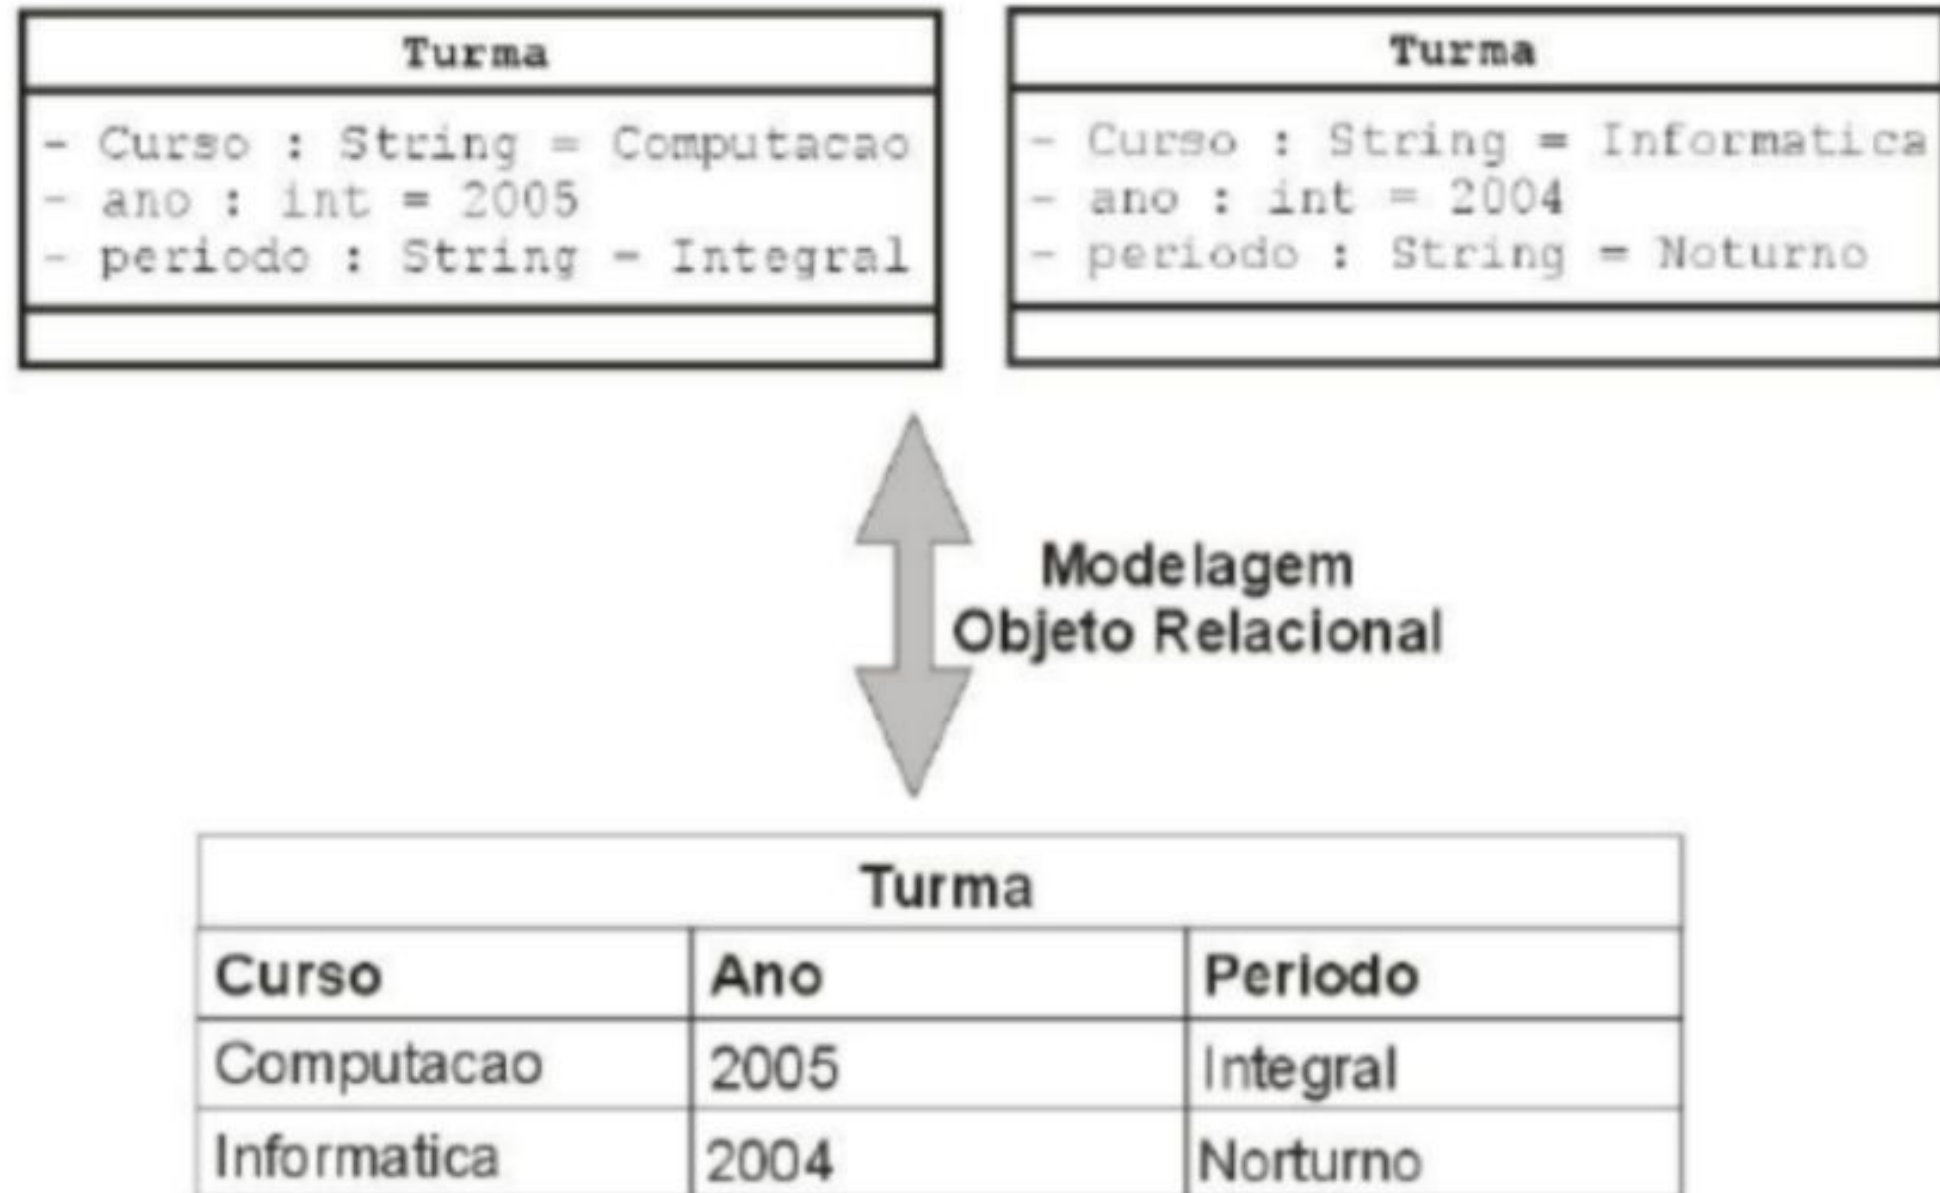 Turma
- Curso : String = Computacao
- ano : int = 2005
- periodo : String = Integral
Turma
- Curso : String = Informatica
- ano : int = 2004
- periodo : String = Noturno
Modelagem
Objeto Relacional
Turma
Curso Ano Periodo
Computacao 2005 Integral
Informatica 2004 Norturno